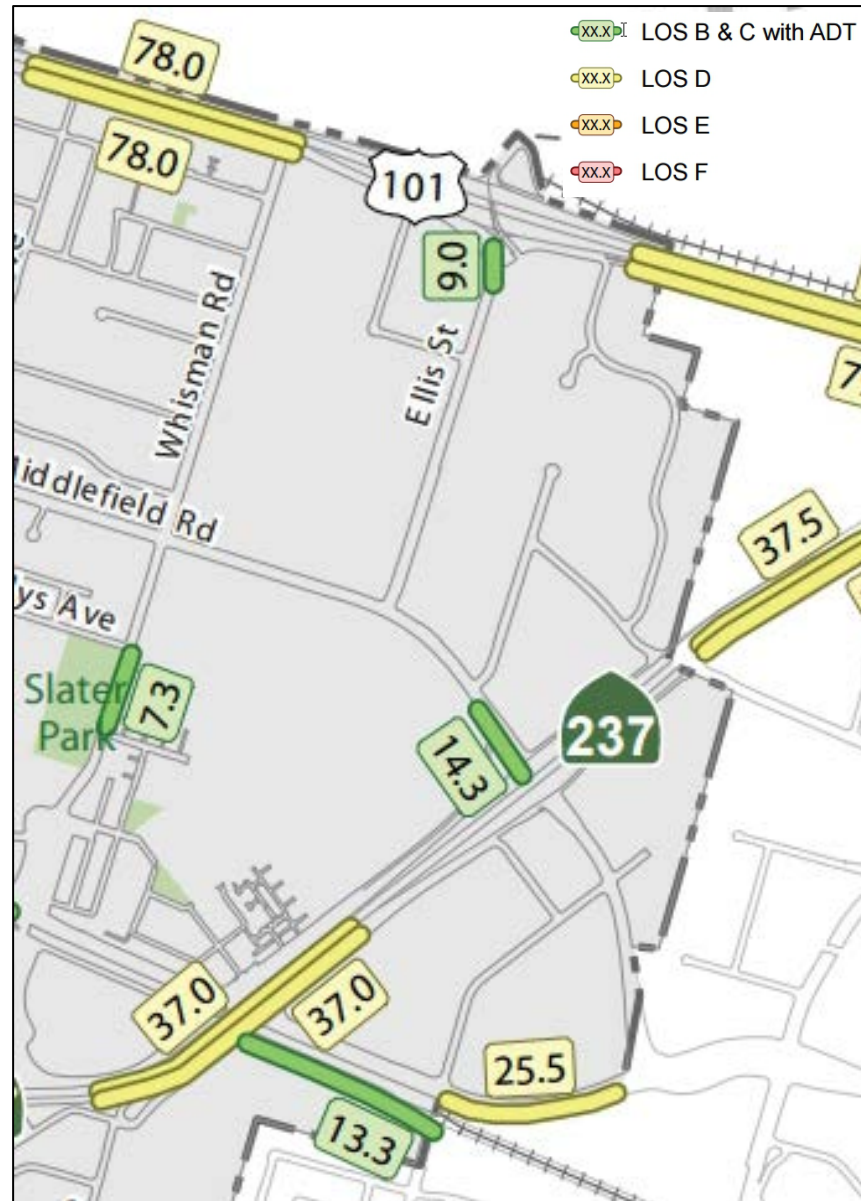 XX.X LOS B & C with ADT
XX.X LOS D
XX.X LOS E
XX.X LOS F
78.0
78.0
101
9.0
Ellis St
Whisman Rd
Middlefield Rd
37.5
ys Ave
Slater
Park
7.3
14.3
237
37.0
37.0
25.5
13.3